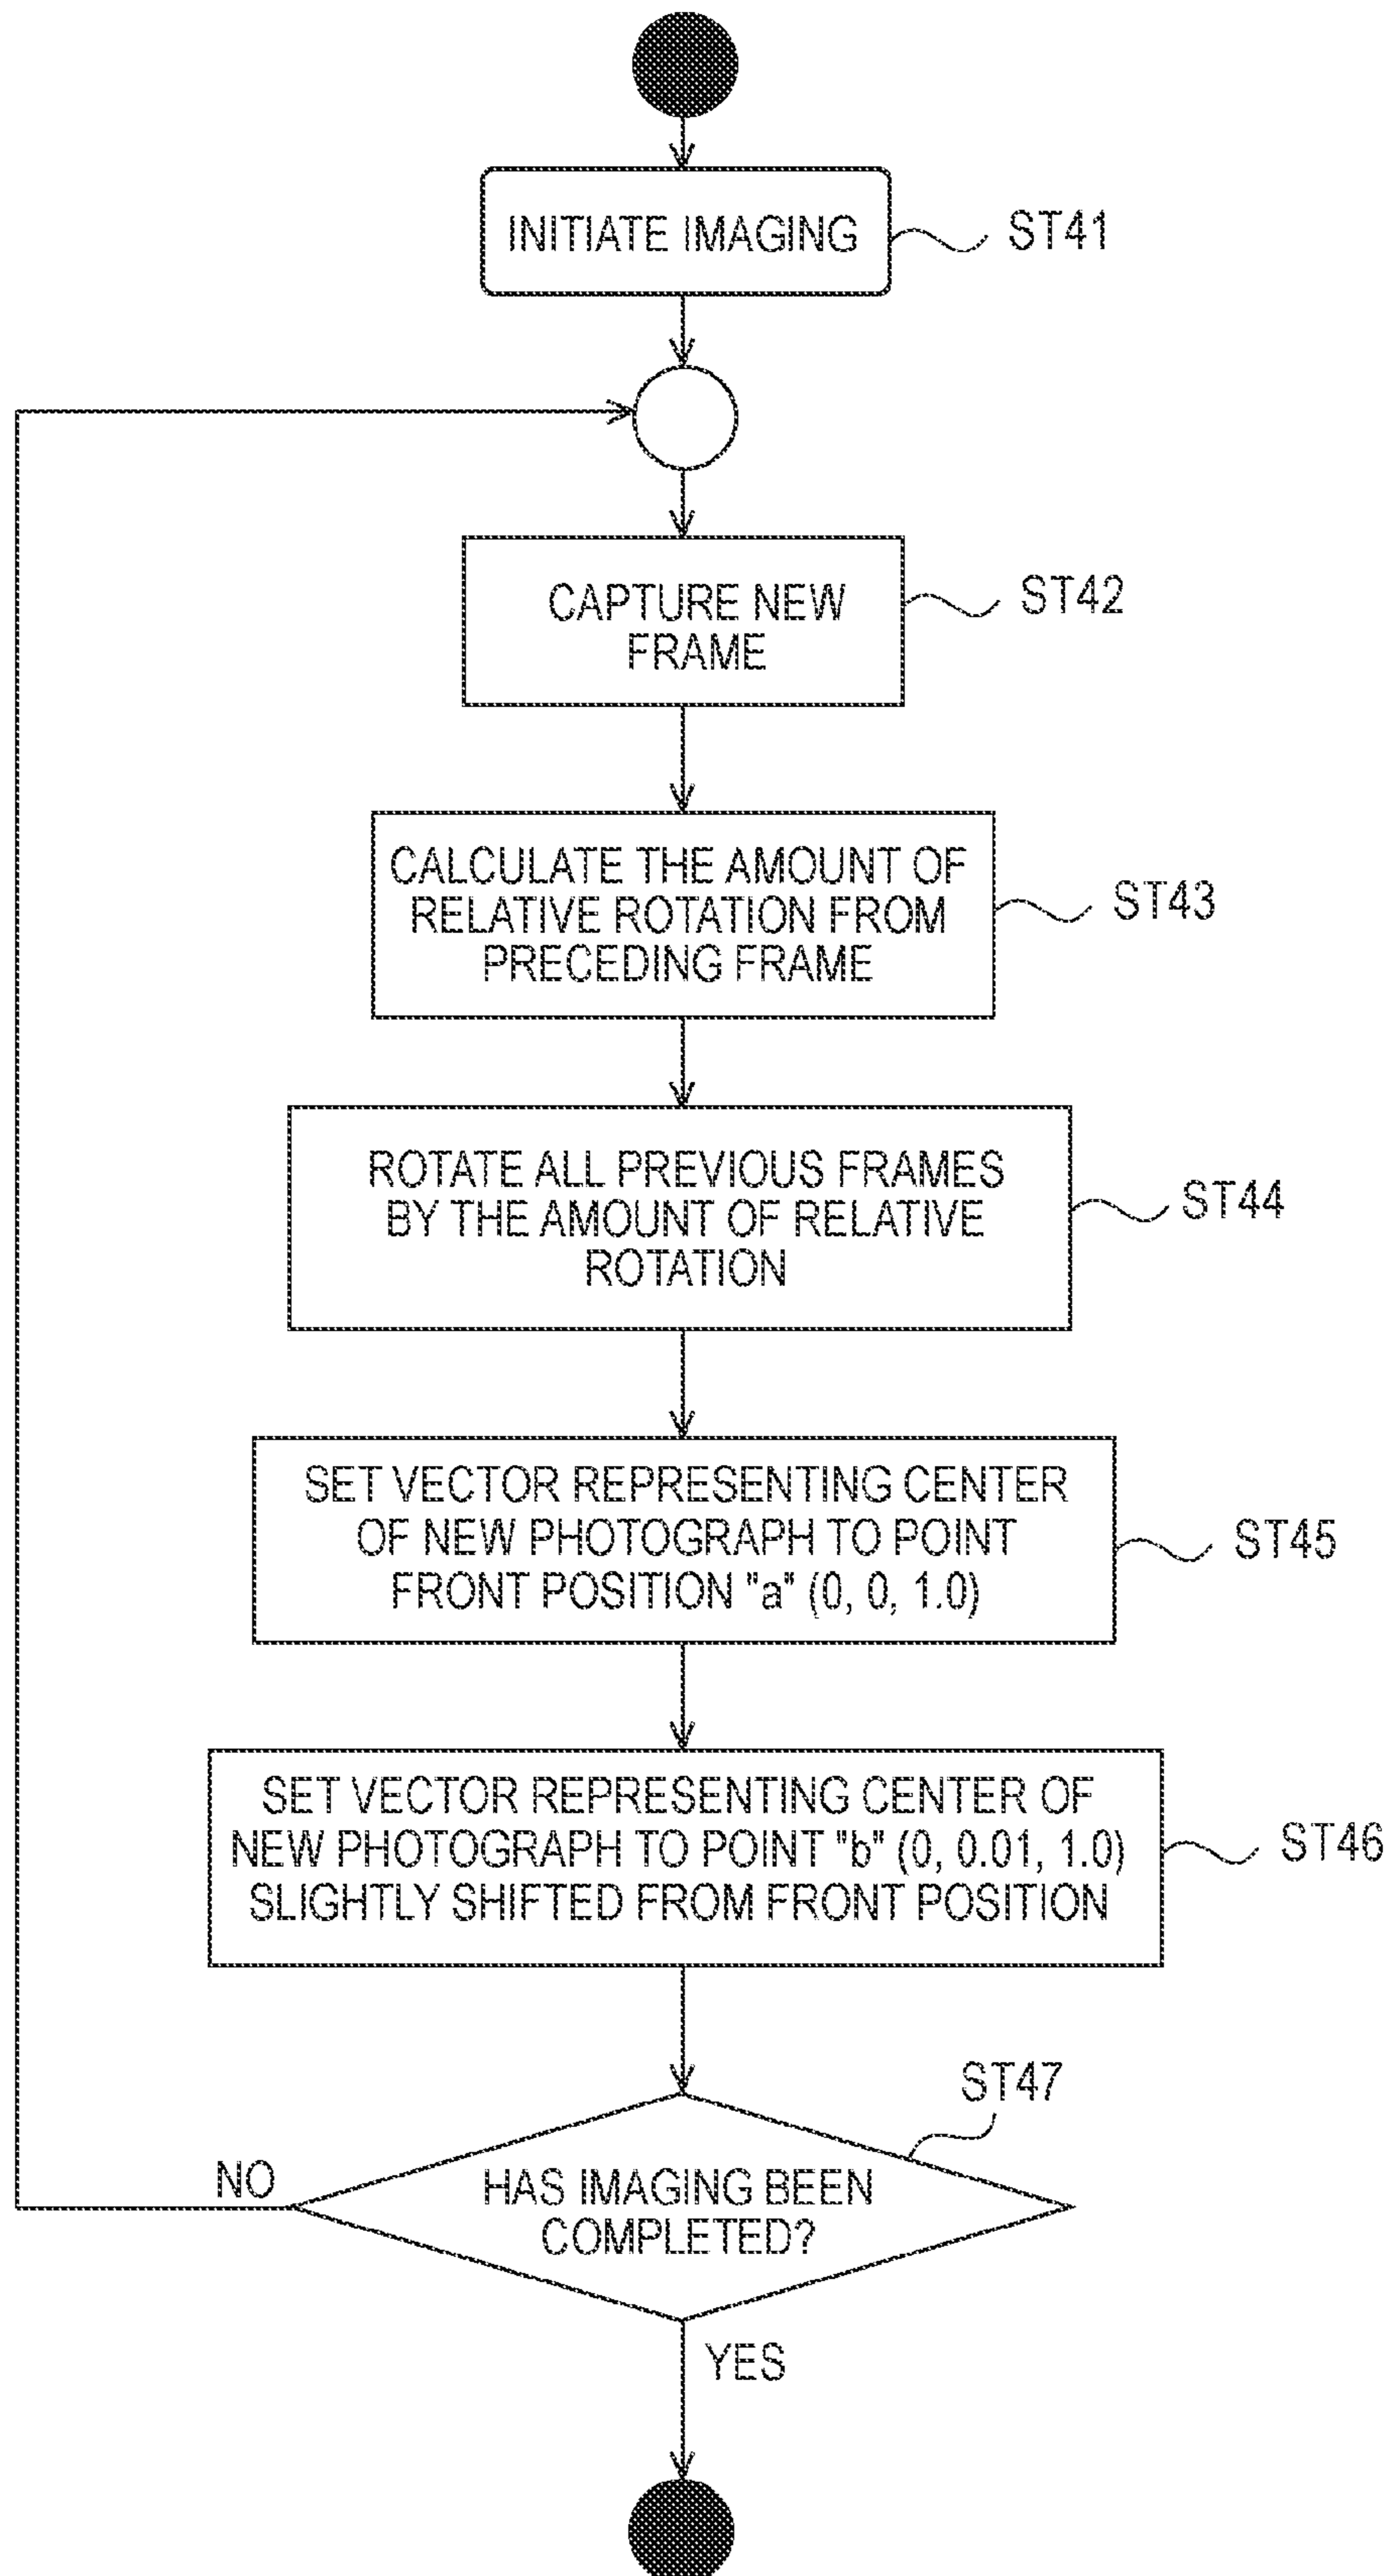 INITIATE IMAGING
ST41
CAPTURE NEW
FRAME
ST42
CALCULATE THE AMOUNT OF
RELATIVE ROTATION FROM
PRECEDING FRAME
ST43
ROTATE ALL PREVIOUS FRAMES
BY THE AMOUNT OF RELATIVE
ROTATION
ST44
SET VECTOR REPRESENTING CENTER
OF NEW PHOTOGRAPH TO POINT
FRONT POSITION "a" (0, 0, 1.0)
ST45
SET VECTOR REPRESENTING CENTER OF
NEW PHOTOGRAPH TO POINT "b" (0, 0.01, 1.0)
SLIGHTLY SHIFTED FROM FRONT POSITION
ST46
ST47
NO
HAS IMAGING BEEN
COMPLETED?
YES